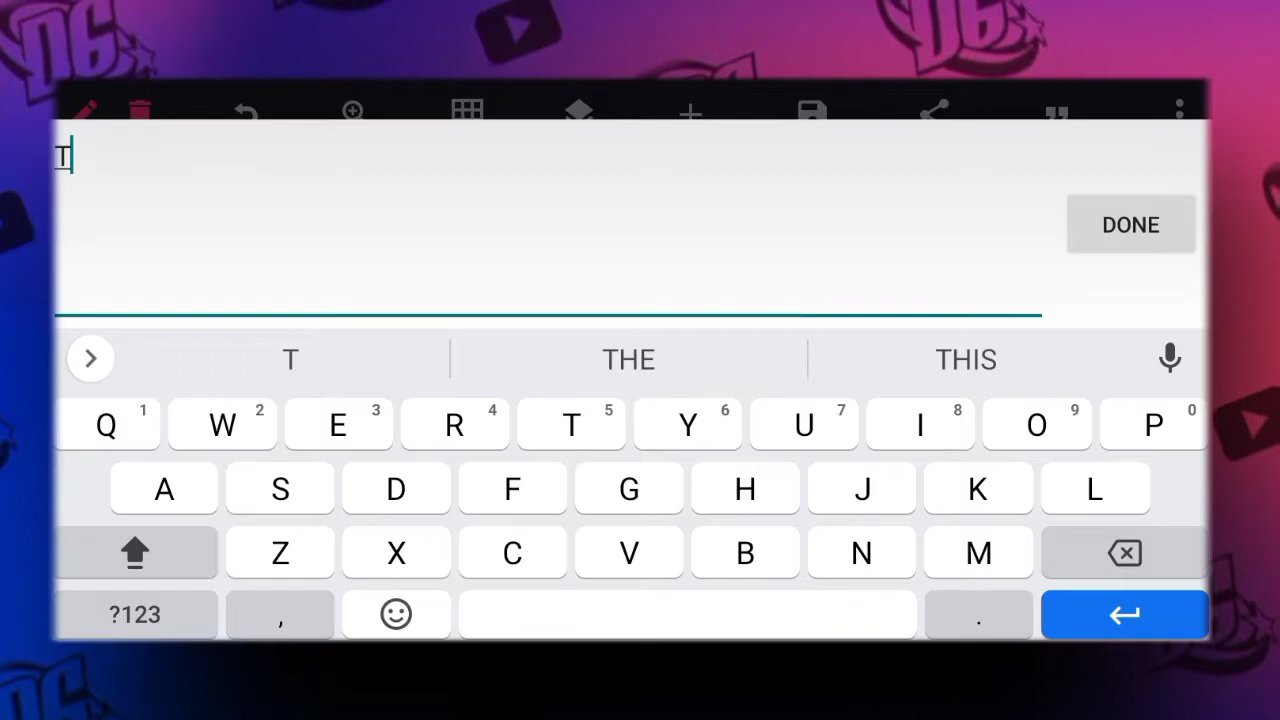 T
DONE
T THE THIS
Q 1 W 2 E 3 R 4 T 5 Y 6 U 7 I 8 O 9 P 0
A S D F G H J K L
Z X C V B N M
?123 , .